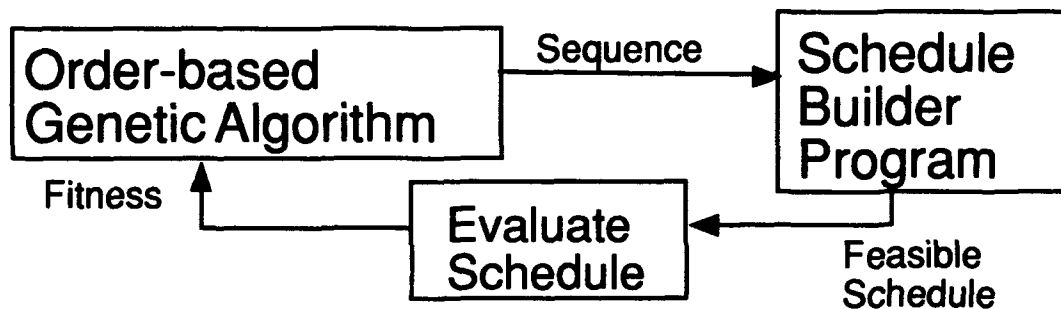 Order-based
Genetic Algorithm
Sequence
Schedule
Builder
Program
Fitness
Evaluate
Schedule
Feasible
Schedule